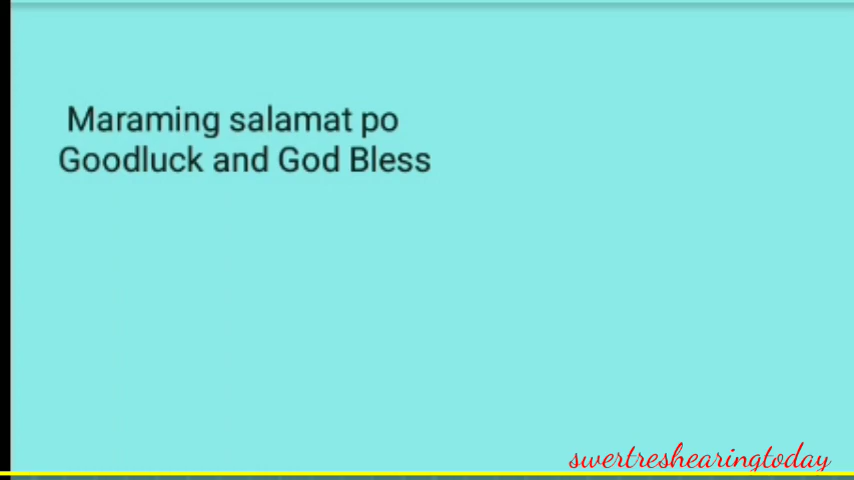 Maraming salamat po
Goodluck and God Bless
swertreshearingtoday